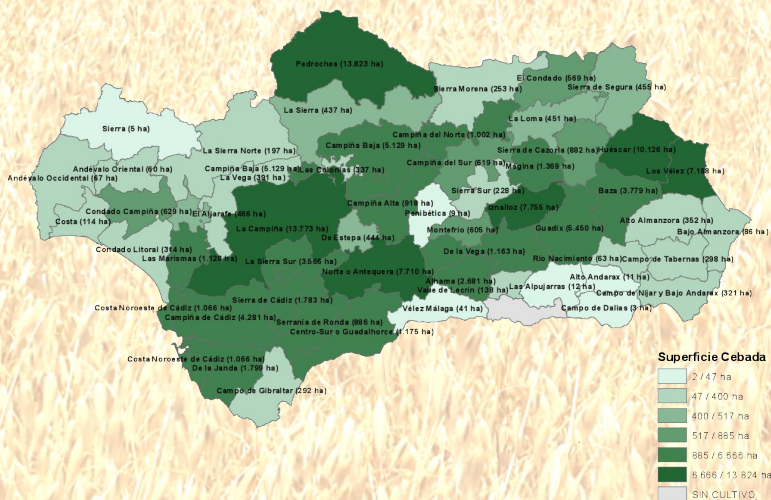 Pedroches (13.823 ha)
El Condado (569 ha)
Sierra Morena (253 ha)
Sierra de Segura (455 ha)
La Sierra (437 ha)
La Loma (451 ha)
Sierra (5 ha)
Campiña del Norte (1.002 ha)
La Sierra Norte (197 ha)
Campiña Baja (5.129 ha)
Sierra de Cazorla (882 ha)
Huéscar (10.126 ha)
Campiña del Sur (619 ha)
Mágina (1.369 ha)
Andévalo Oriental (60 ha)
Campiña Baja (5.129 ha)
Las Colonias (337 ha)
Los Vélez (7.188 ha)
Andévalo Occidental (67 ha)
La Vega (391 ha)
Sierra Sur (228 ha)
Baza (3.779 ha)
Campiña Alta (918 ha)
Condado Campiña (629 ha)
El Aljarafe (466 ha)
Penibética (9 ha)
Iznalloz (7.755 ha)
Costa (114 ha)
Alto Almanzora (352 ha)
La Campiña (13.773 ha)
Montefrío (605 ha)
Guadix (5.450 ha)
Bajo Almanzora (86 ha)
De Estepa (444 ha)
Condado Litoral (314 ha)
De la Vega (1.163 ha)
Las Marismas (1.128 ha)
La Sierra Sur (3.566 ha)
Río Nacimiento (63 ha)
Campo de Tabernas (298 ha)
Norte o Antequera (7.710 ha)
Alto Andarax (11 ha)
Alhama (2.681 ha)
Las Alpujarras (12 ha)
Valle de Lecrín (138 ha)
Campo de Níjar y Bajo Andarax (321 ha)
Sierra de Cádiz (1.783 ha)
Costa Noroeste de Cádiz (1.066 ha)
Vélez Málaga (41 ha)
Campo de Dalías (3 ha)
Campiña de Cádiz (4.281 ha)
Serranía de Ronda (886 ha)
Centro-Sur o Guadalhorce (1.175 ha)
Costa Noroeste de Cádiz (1.066 ha)
De la Janda (1.799 ha)
Campo de Gibraltar (292 ha)
Superficie Cebada
2 / 47 ha
47 / 400 ha
400 / 517 ha
517 / 885 ha
885 / 6.666 ha
6.666 / 13.824 ha
SIN CULTIVO